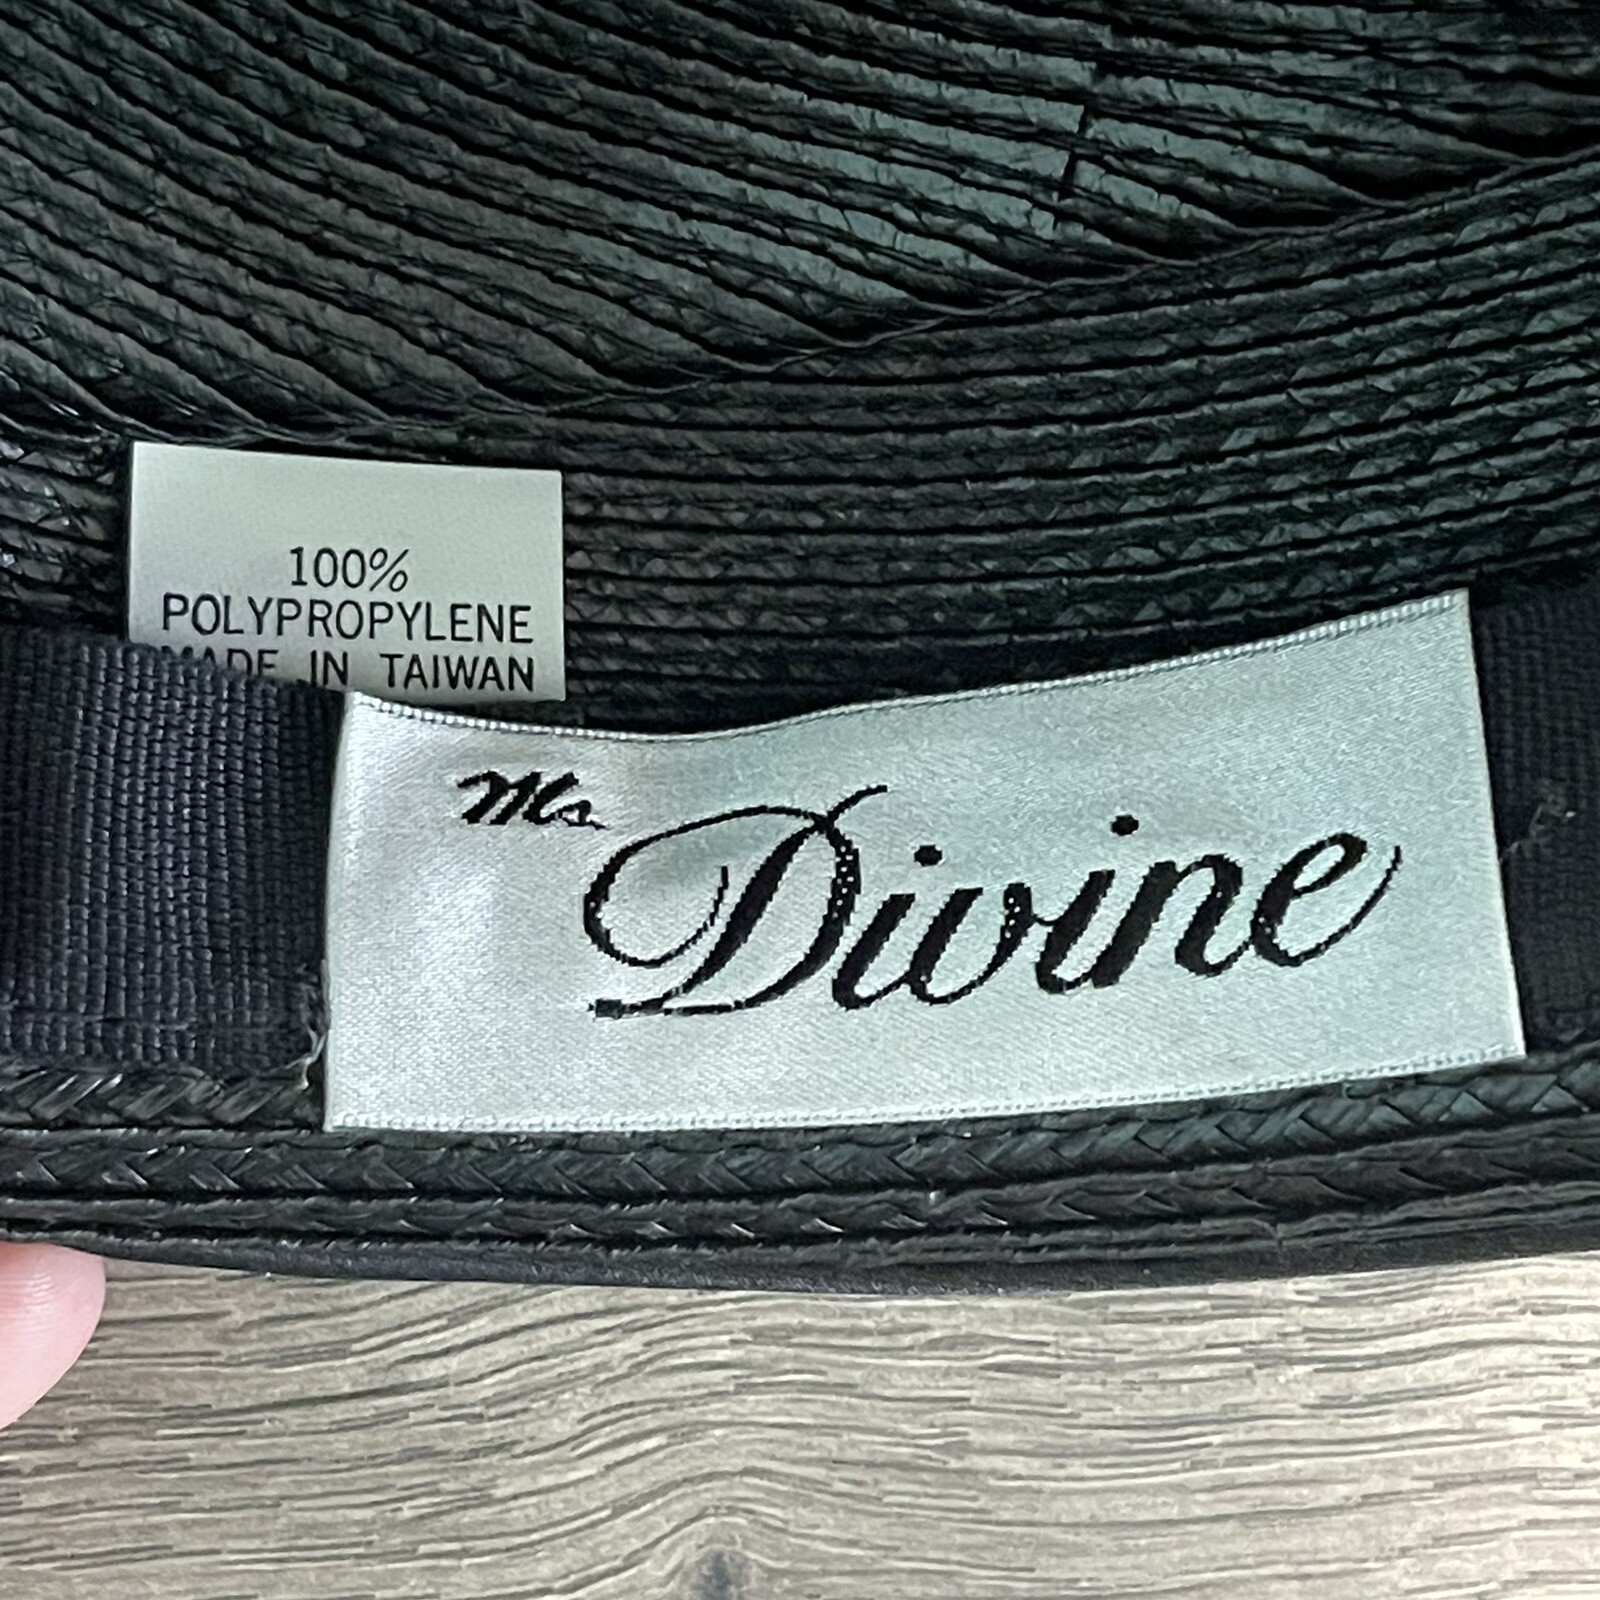 100%
POLYPROPYLENE
MADE IN TAIWAN
Ms.
Divine